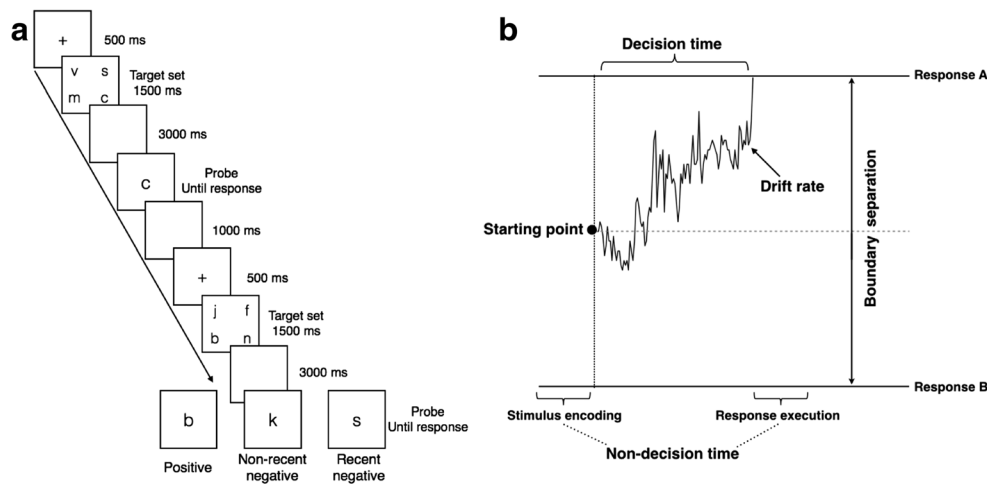 a
+
500 ms
v s
m c
Target set
1500 ms
3000 ms
c
Probe
Until response
1000 ms
+
500 ms
j f
b n
Target set
1500 ms
3000 ms
b
k
s
Probe
Until response
Positive
Non-recent
negative
Recent
negative
b
Decision time
Response A
Drift rate
Starting point
Boundary separation
Response B
Stimulus encoding
Response execution
Non-decision time